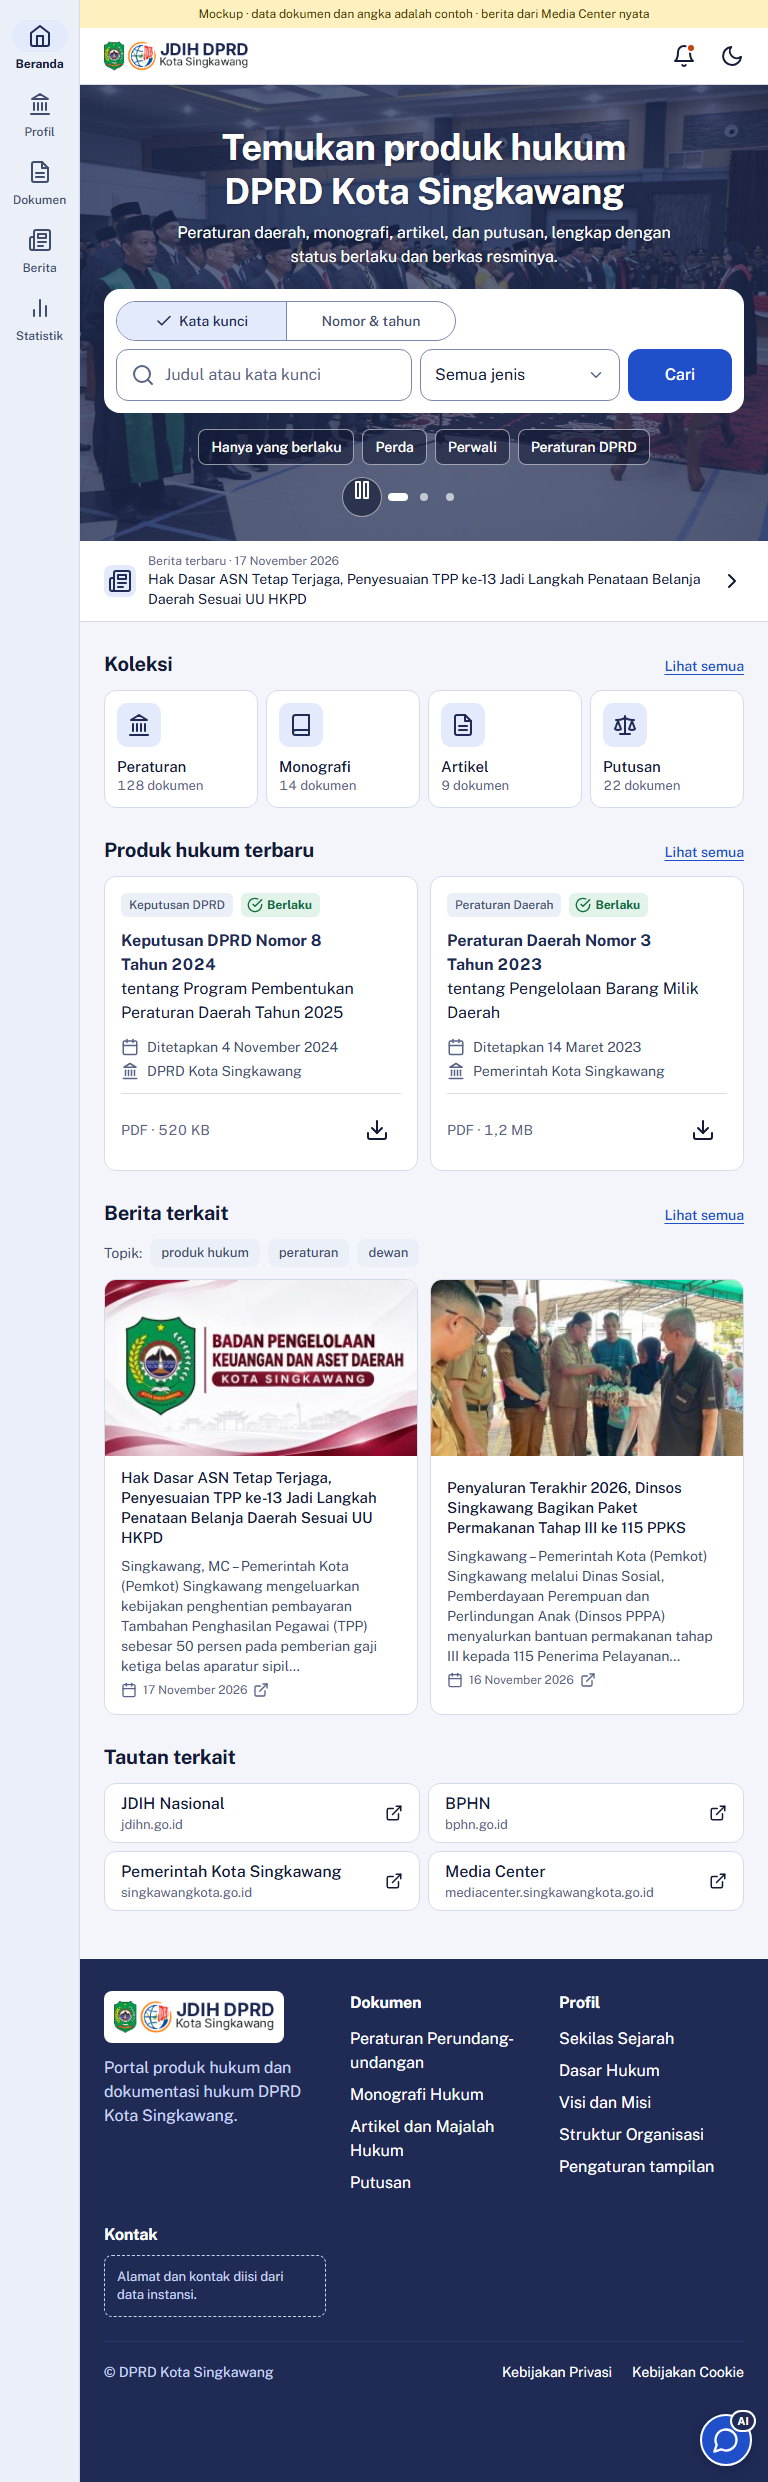 Mockup · data dokumen dan angka adalah contoh · berita dari Media Center nyata
Beranda
Profil
Dokumen
Berita
Statistik
JDIH DPRD
Kota Singkawang
Temukan produk hukum
DPRD Kota Singkawang
Peraturan daerah, monografi, artikel, dan putusan, lengkap dengan
status berlaku dan berkas resminya.
Kata kunci
Nomor & tahun
Judul atau kata kunci
Semua jenis
Cari
Hanya yang berlaku
Perda
Perwali
Peraturan DPRD
Berita terbaru · 17 November 2026
Hak Dasar ASN Tetap Terjaga, Penyesuaian TPP ke-13 Jadi Langkah Penataan Belanja
Daerah Sesuai UU HKPD
Koleksi
Lihat semua
Peraturan
128 dokumen
Monografi
14 dokumen
Artikel
9 dokumen
Putusan
22 dokumen
Produk hukum terbaru
Lihat semua
Keputusan DPRD
Berlaku
Keputusan DPRD Nomor 8
Tahun 2024
tentang Program Pembentukan
Peraturan Daerah Tahun 2025
Ditetapkan 4 November 2024
DPRD Kota Singkawang
PDF · 520 KB
Peraturan Daerah
Berlaku
Peraturan Daerah Nomor 3
Tahun 2023
tentang Pengelolaan Barang Milik
Daerah
Ditetapkan 14 Maret 2023
Pemerintah Kota Singkawang
PDF · 1,2 MB
Berita terkait
Lihat semua
Topik:
produk hukum
peraturan
dewan
BADAN PENGELOLAAN
KEUANGAN DAN ASET DAERAH
KOTA SINGKAWANG
Hak Dasar ASN Tetap Terjaga,
Penyesuaian TPP ke-13 Jadi Langkah
Penataan Belanja Daerah Sesuai UU
HKPD
Singkawang, MC – Pemerintah Kota
(Pemkot) Singkawang mengeluarkan
kebijakan penghentian pembayaran
Tambahan Penghasilan Pegawai (TPP)
sebesar 50 persen pada pemberian gaji
ketiga belas aparatur sipil...
17 November 2026
Penyaluran Terakhir 2026, Dinsos
Singkawang Bagikan Paket
Permakanan Tahap III ke 115 PPKS
Singkawang – Pemerintah Kota (Pemkot)
Singkawang melalui Dinas Sosial,
Pemberdayaan Perempuan dan
Perlindungan Anak (Dinsos PPPA)
menyalurkan bantuan permakanan tahap
III kepada 115 Penerima Pelayanan...
16 November 2026
Tautan terkait
JDIH Nasional
jdihn.go.id
BPHN
bphn.go.id
Pemerintah Kota Singkawang
singkawangkota.go.id
Media Center
mediacenter.singkawangkota.go.id
JDIH DPRD
Kota Singkawang
Portal produk hukum dan
dokumentasi hukum DPRD
Kota Singkawang.
Dokumen
Peraturan Perundang-
undangan
Monografi Hukum
Artikel dan Majalah
Hukum
Putusan
Profil
Sekilas Sejarah
Dasar Hukum
Visi dan Misi
Struktur Organisasi
Pengaturan tampilan
Kontak
Alamat dan kontak diisi dari
data instansi.
© DPRD Kota Singkawang
Kebijakan Privasi
Kebijakan Cookie
AI